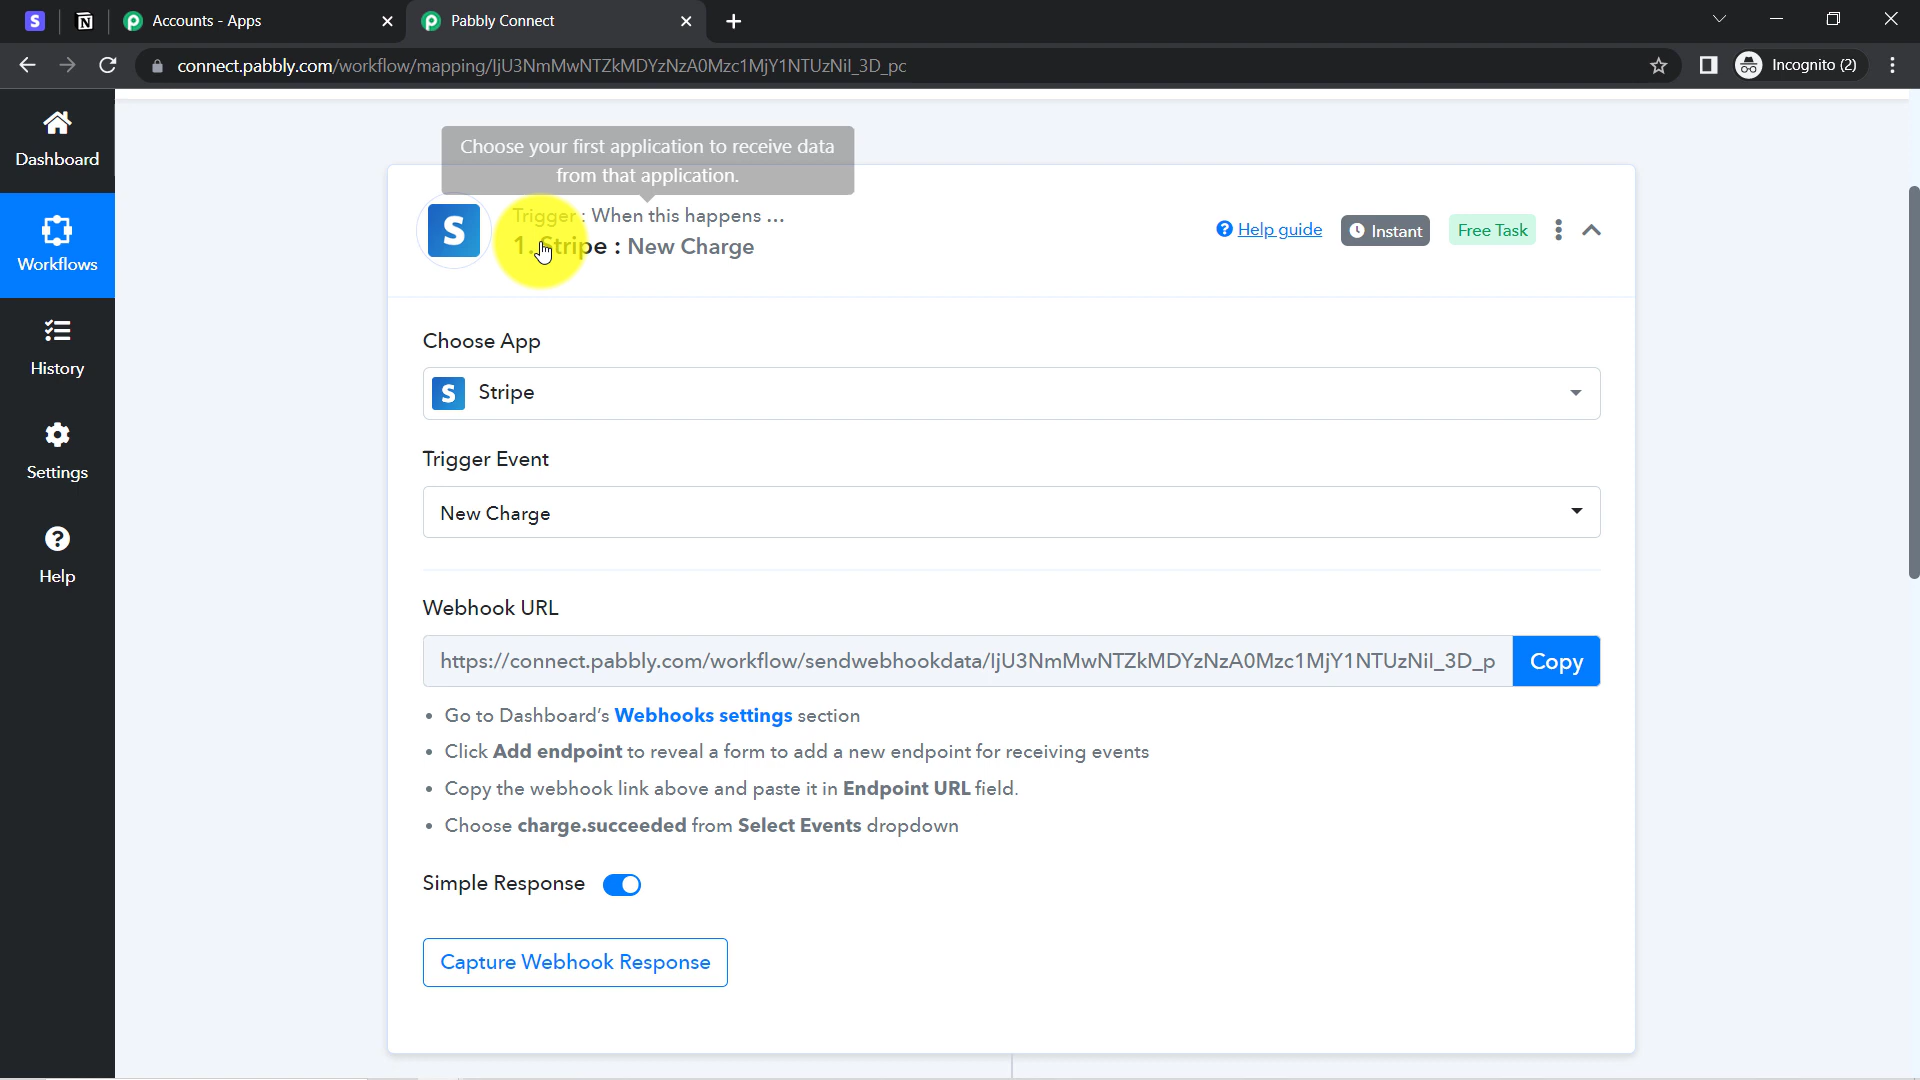 Accounts - Apps
Pabbly Connect
connect.pabbly.com/workflow/mapping/IjU3NmMwNTZkMDYzNzA0Mzc1MjY1NTUzNiI_3D_pc
Incognito (2)
Dashboard
Workflows
History
Settings
Help
Choose your first application to receive data
from that application.
S
Trigger : When this happens ...
1. Stripe : New Charge
Help guide
Instant
Free Task
Choose App
S Stripe
Trigger Event
New Charge
Webhook URL
https://connect.pabbly.com/workflow/sendwebhookdata/IjU3NmMwNTZkMDYzNzA0Mzc1MjY1NTUzNiI_3D_p
Copy
• Go to Dashboard's Webhooks settings section
• Click Add endpoint to reveal a form to add a new endpoint for receiving events
• Copy the webhook link above and paste it in Endpoint URL field.
• Choose charge.succeeded from Select Events dropdown
Simple Response
Capture Webhook Response